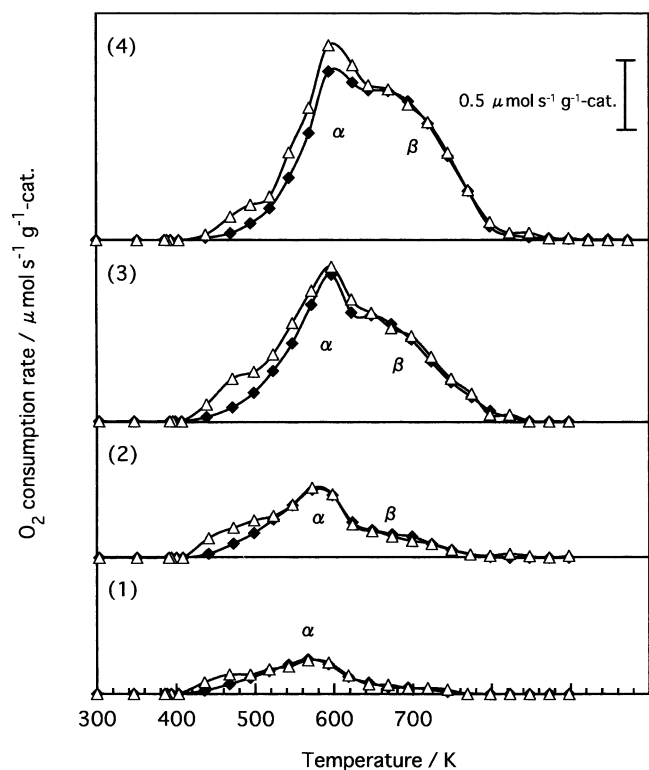 (4)
0.5 μmol s⁻¹ g⁻¹-cat.
α
β
(3)
α
β
(2)
α
β
(1)
α
O₂ consumption rate / μmol s⁻¹ g⁻¹-cat.
300 400 500 600 700
Temperature / K